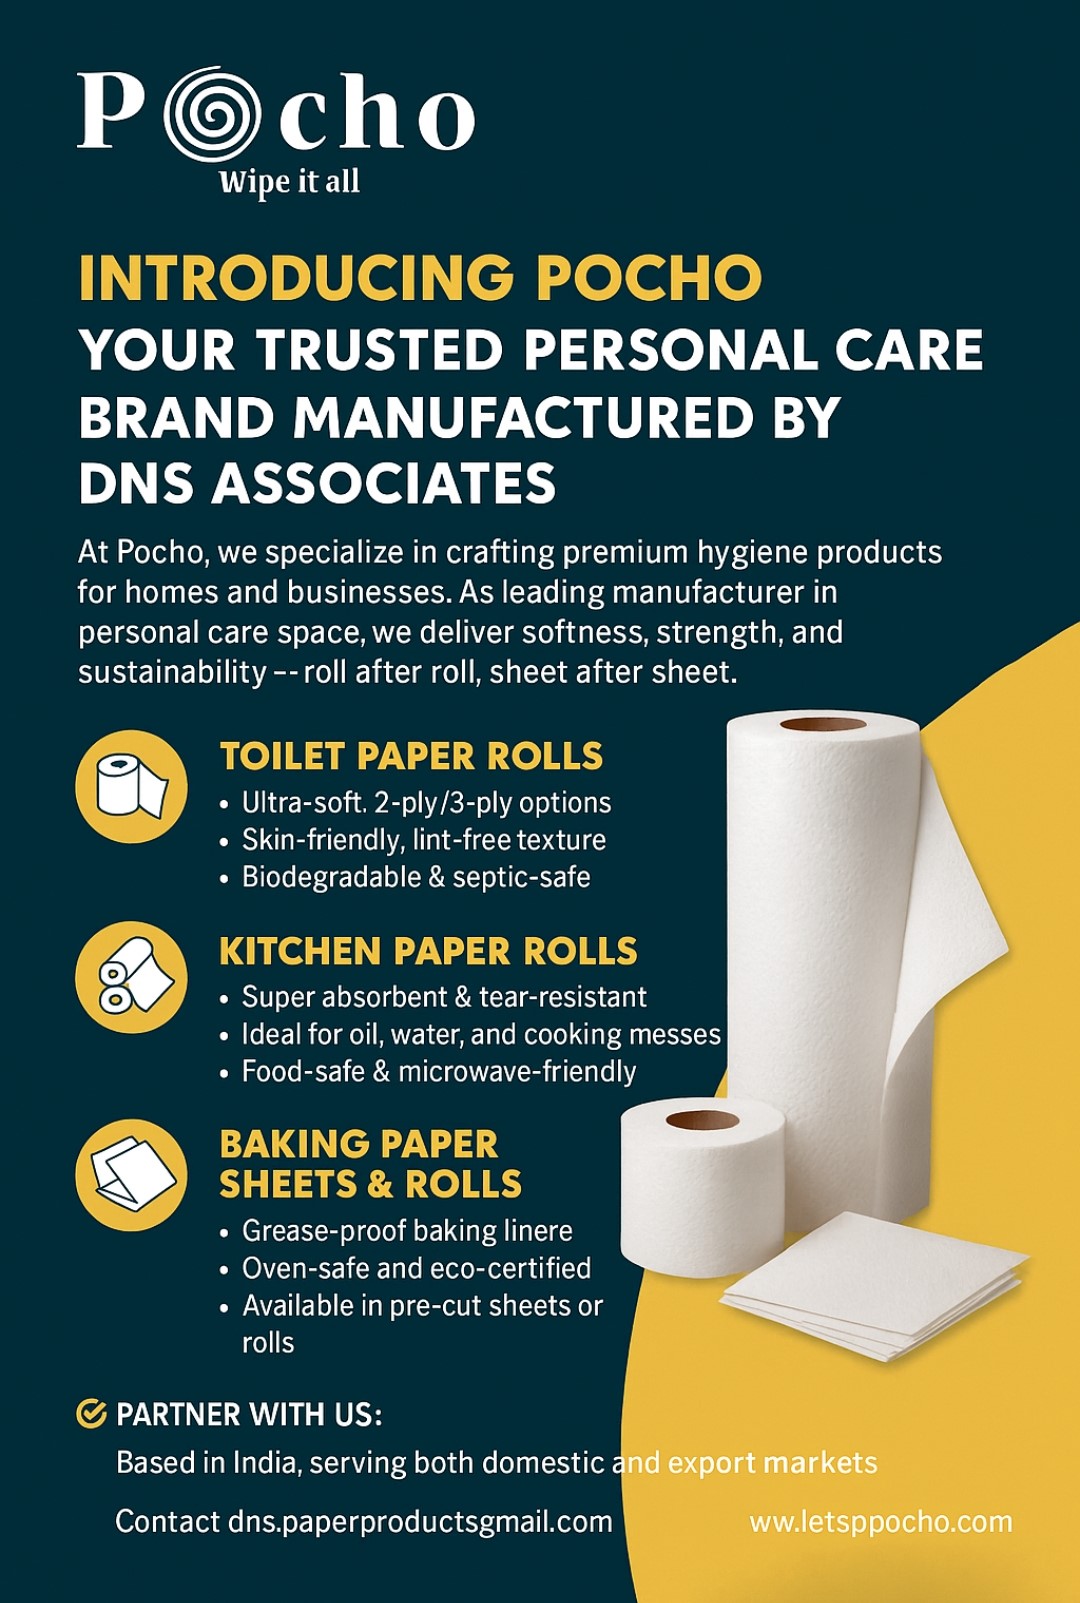 Pocho
Wipe it all
INTRODUCING POCHO
YOUR TRUSTED PERSONAL CARE
BRAND MANUFACTURED BY
DNS ASSOCIATES
At Pocho, we specialize in crafting premium hygiene products
for homes and businesses. As leading manufacturer in
personal care space, we deliver softness, strength, and
sustainability -- roll after roll, sheet after sheet.
TOILET PAPER ROLLS
• Ultra-soft. 2-ply/3-ply options
• Skin-friendly, lint-free texture
• Biodegradable & septic-safe
KITCHEN PAPER ROLLS
• Super absorbent & tear-resistant
• Ideal for oil, water, and cooking messes
• Food-safe & microwave-friendly
BAKING PAPER
SHEETS & ROLLS
• Grease-proof baking linere
• Oven-safe and eco-certified
• Available in pre-cut sheets or
rolls
PARTNER WITH US:
Based in India, serving both domestic and export markets
Contact dns.paperproductsgmail.com
ww.letsppocho.com